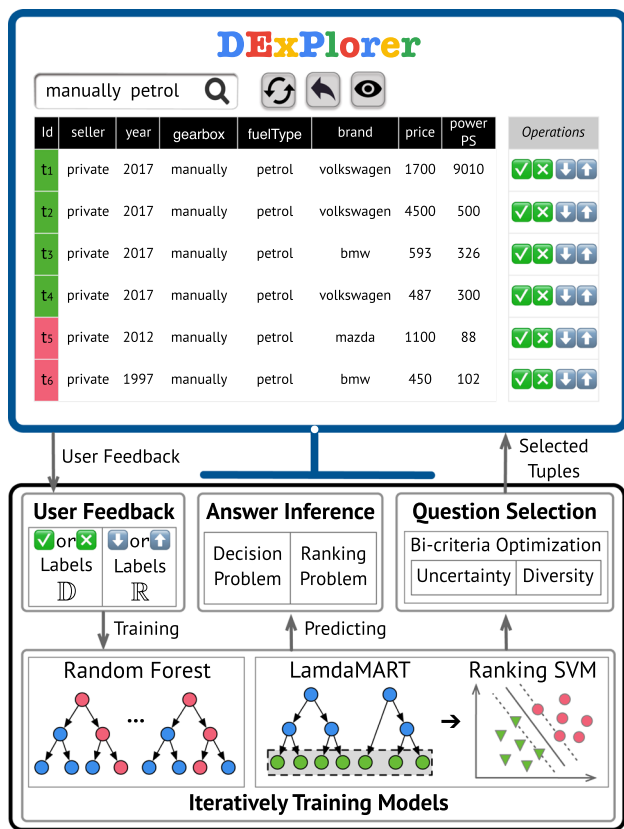 DExPlorer
manually petrol
Id seller year gearbox fuelType brand price power PS Operations
t1 private 2017 manually petrol volkswagen 1700 9010
t2 private 2017 manually petrol volkswagen 4500 500
t3 private 2017 manually petrol bmw 593 326
t4 private 2017 manually petrol volkswagen 487 300
t5 private 2012 manually petrol mazda 1100 88
t6 private 1997 manually petrol bmw 450 102
User Feedback
Selected
Tuples
User Feedback
or
Labels
𝔻
or
Labels
ℝ
Answer Inference
Decision
Problem
Ranking
Problem
Question Selection
Bi-criteria Optimization
Uncertainty
Diversity
Training
Predicting
Random Forest
...
LamdaMART
Ranking SVM
Iteratively Training Models